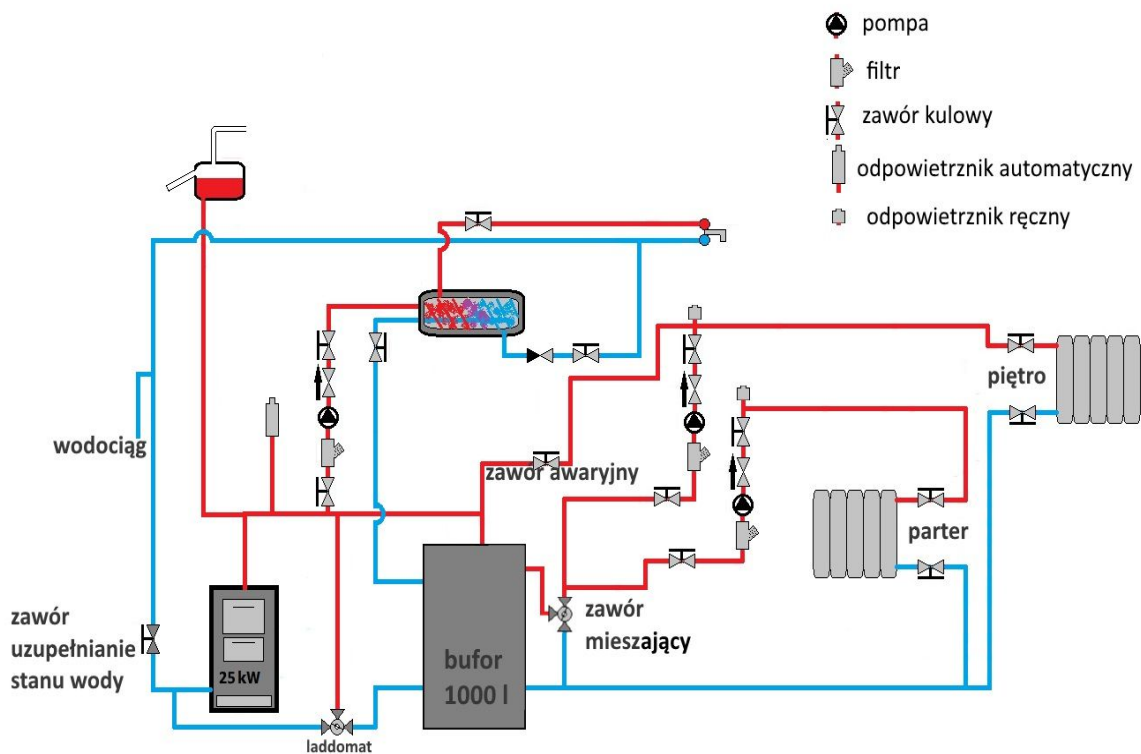 pompa
filtr
zawór kulowy
odpowietrznik automatyczny
odpowietrznik ręczny
piętro
wodociąg
zawór awaryjny
parter
zawór
mieszający
zawór
uzupełnianie
stanu wody
25 kW
bufor
1000 l
laddomat